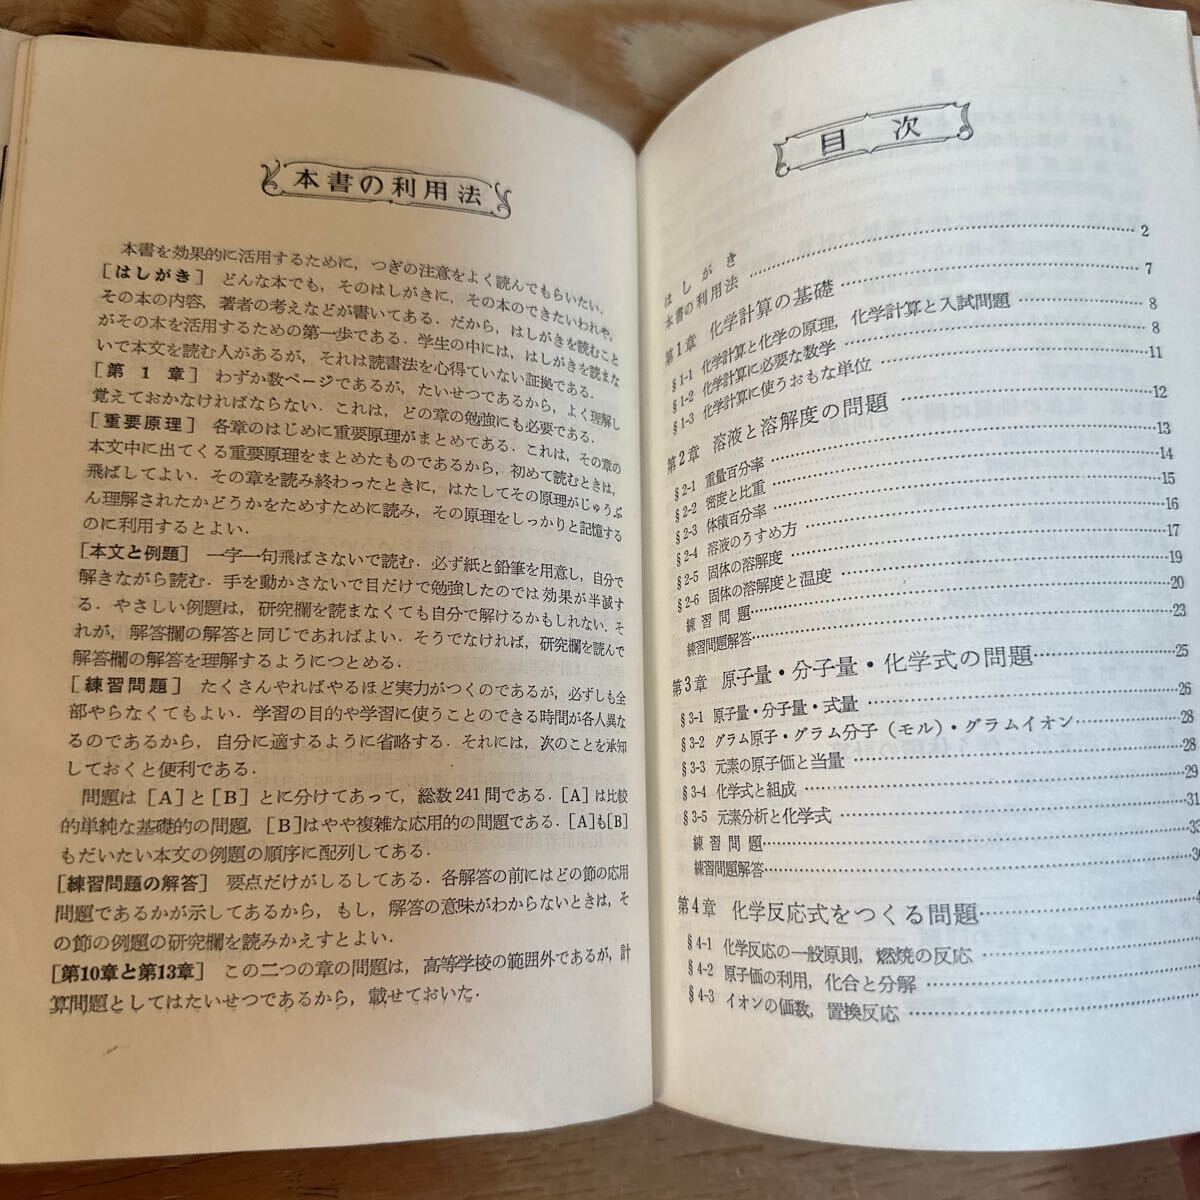 本書の利用法
本書を効果的に活用するために，つぎの注意をよく読んでもらいたい．
［はしがき］ どんな本でも，そのはしがきに，その本のできたいわれや，
その本の内容，著者の考えなどが書いてある．だから，はしがきを読むこと
がその本を活用するための第一歩である．学生の中には，はしがきを読まな
いで本文を読む人があるが，それは読書法を心得ていない証拠である．
［第 1 章］ わずか数ページであるが，たいせつであるから，よく理解し
覚えておかなければならない．これは，どの章の勉強にも必要である．
［重要原理］ 各章のはじめに重要原理がまとめてある．これは，その章の
本文中に出てくる重要原理をまとめたものであるから，初めて読むときは，
飛ばしてよい．その章を読み終わったときに，はたしてその原理がじゅうぶ
ん理解されたかどうかをためすために読み，その原理をしっかりと記憶する
のに利用するとよい．
［本文と例題］ 一字一句飛ばさないで読む．必ず紙と鉛筆を用意し，自分で
解きながら読む．手を動かさないで目だけで勉強したのでは効果が半減す
る．やさしい例題は，研究欄を読まなくても自分で解けるかもしれない．そ
れが，解答欄の解答と同じであればよい．そうでなければ，研究欄を読んで
解答欄の解答を理解するようにつとめる．
［練習問題］ たくさんやればやるほど実力がつくのであるが，必ずしも全
部やらなくてもよい．学習の目的や学習に使うことのできる時間が各人異な
るのであるから，自分に適するように省略する．それには，次のことを承知
しておくと便利である．
問題は［A］と［B］とに分けてあって，総数241問である．［A］は比較
的単純な基礎的の問題，［B］はやや複雑な応用的の問題である．［A］も［B］
もだいたい本文の例題の順序に配列してある．
［練習問題の解答］ 要点だけがしるしてある．各解答の前にはどの節の応用
問題であるかが示してあるから，もし，解答の意味がわからないときは，そ
の節の例題の研究欄を読みかえすとよい．
［第10章と第13章］ この二つの章の問題は，高等学校の範囲外であるが，計
算問題としてはたいせつであるから，載せておいた．
目次
はしがき……2
本書の利用法……7
第1章 化学計算の基礎……8
§1-1 化学計算と化学の原理，化学計算と入試問題……8
§1-2 化学計算に必要な数学……11
§1-3 化学計算に使うおもな単位
第2章 溶液と溶解度の問題……12
§2-1 重量百分率……13
§2-2 密度と比重……14
§2-3 体積百分率……15
§2-4 溶液のうすめ方……16
§2-5 固体の溶解度……17
§2-6 固体の溶解度と温度……19
練習問題……20
練習問題解答……23
第3章 原子量・分子量・化学式の問題……25
§3-1 原子量・分子量・式量……26
§3-2 グラム原子・グラム分子（モル）・グラムイオン……28
§3-3 元素の原子価と当量……28
§3-4 化学式と組成……29
§3-5 元素分析と化学式……31
練習問題……33
練習問題解答……
第4章 化学反応式をつくる問題……
§4-1 化学反応の一般原則，燃焼の反応……
§4-2 原子価の利用，化合と分解……
§4-3 イオンの価数，置換反応……